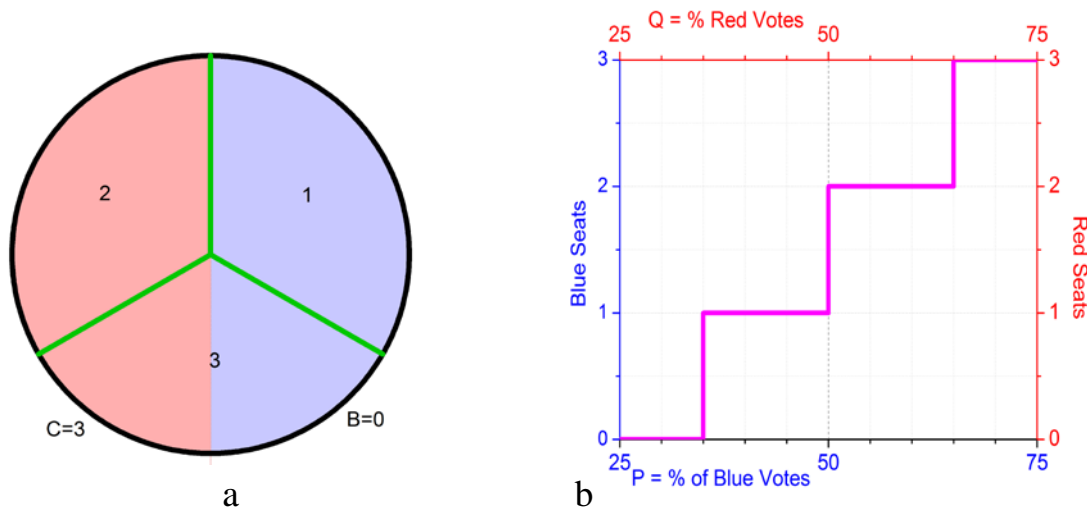 2
1
3
C=3
B=0
a
Q = % Red Votes
25 50 75
3 3
2 2
1 1
0 0
Blue Seats
Red Seats
25 50 75
P = % of Blue Votes
b